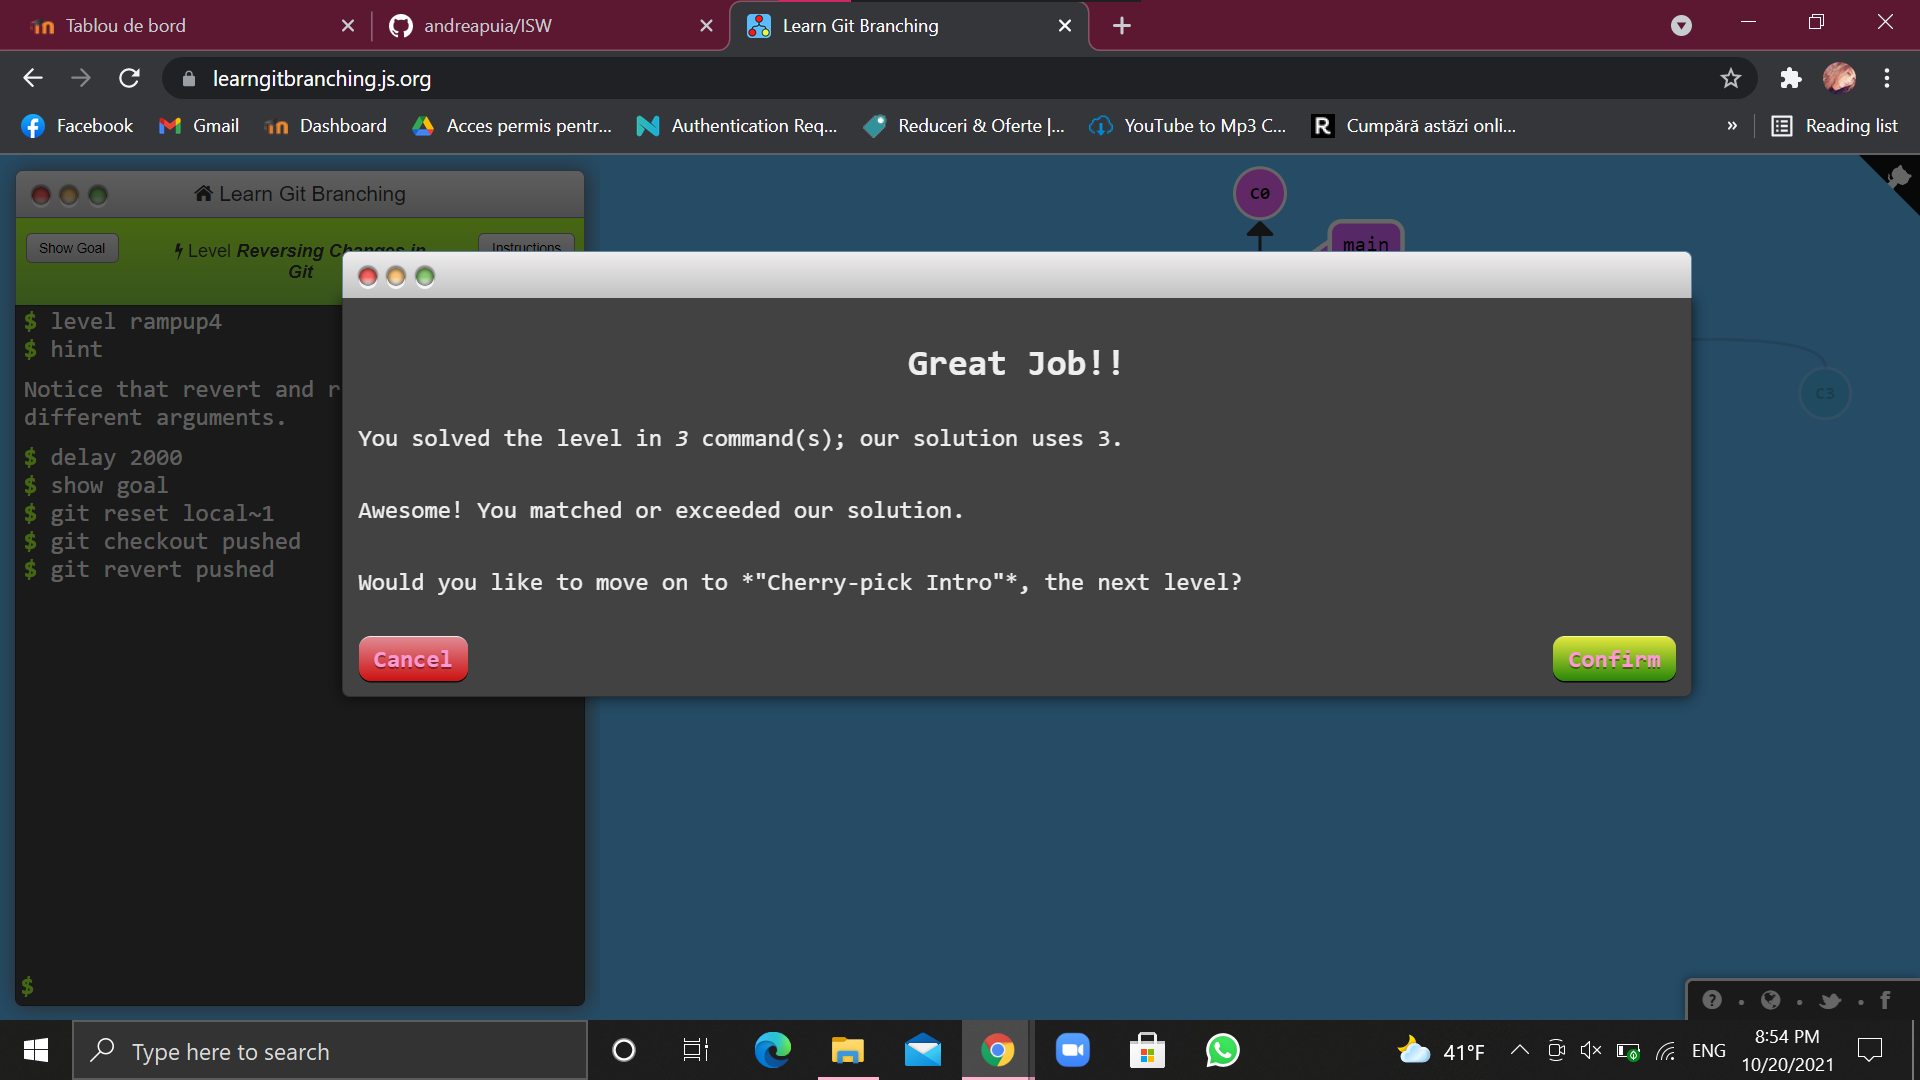 Tablou de bord
andreapuia/ISW
Learn Git Branching
learngitbranching.js.org
Facebook
Gmail
Dashboard
Acces permis pentr...
Authentication Req...
Reduceri & Oferte |...
YouTube to Mp3 C...
R
Cumpără astăzi onli...
»
Reading list
Learn Git Branching
C0
main
C3
Show Goal
Level Reversing Changes in
Git
Instructions
$ level rampup4
$ hint
Notice that revert and r
different arguments.
$ delay 2000
$ show goal
$ git reset local~1
$ git checkout pushed
$ git revert pushed
$
Great Job!!
You solved the level in 3 command(s); our solution uses 3.
Awesome! You matched or exceeded our solution.
Would you like to move on to *"Cherry-pick Intro"*, the next level?
Cancel
Confirm
Type here to search
41°F
ENG
8:54 PM
10/20/2021